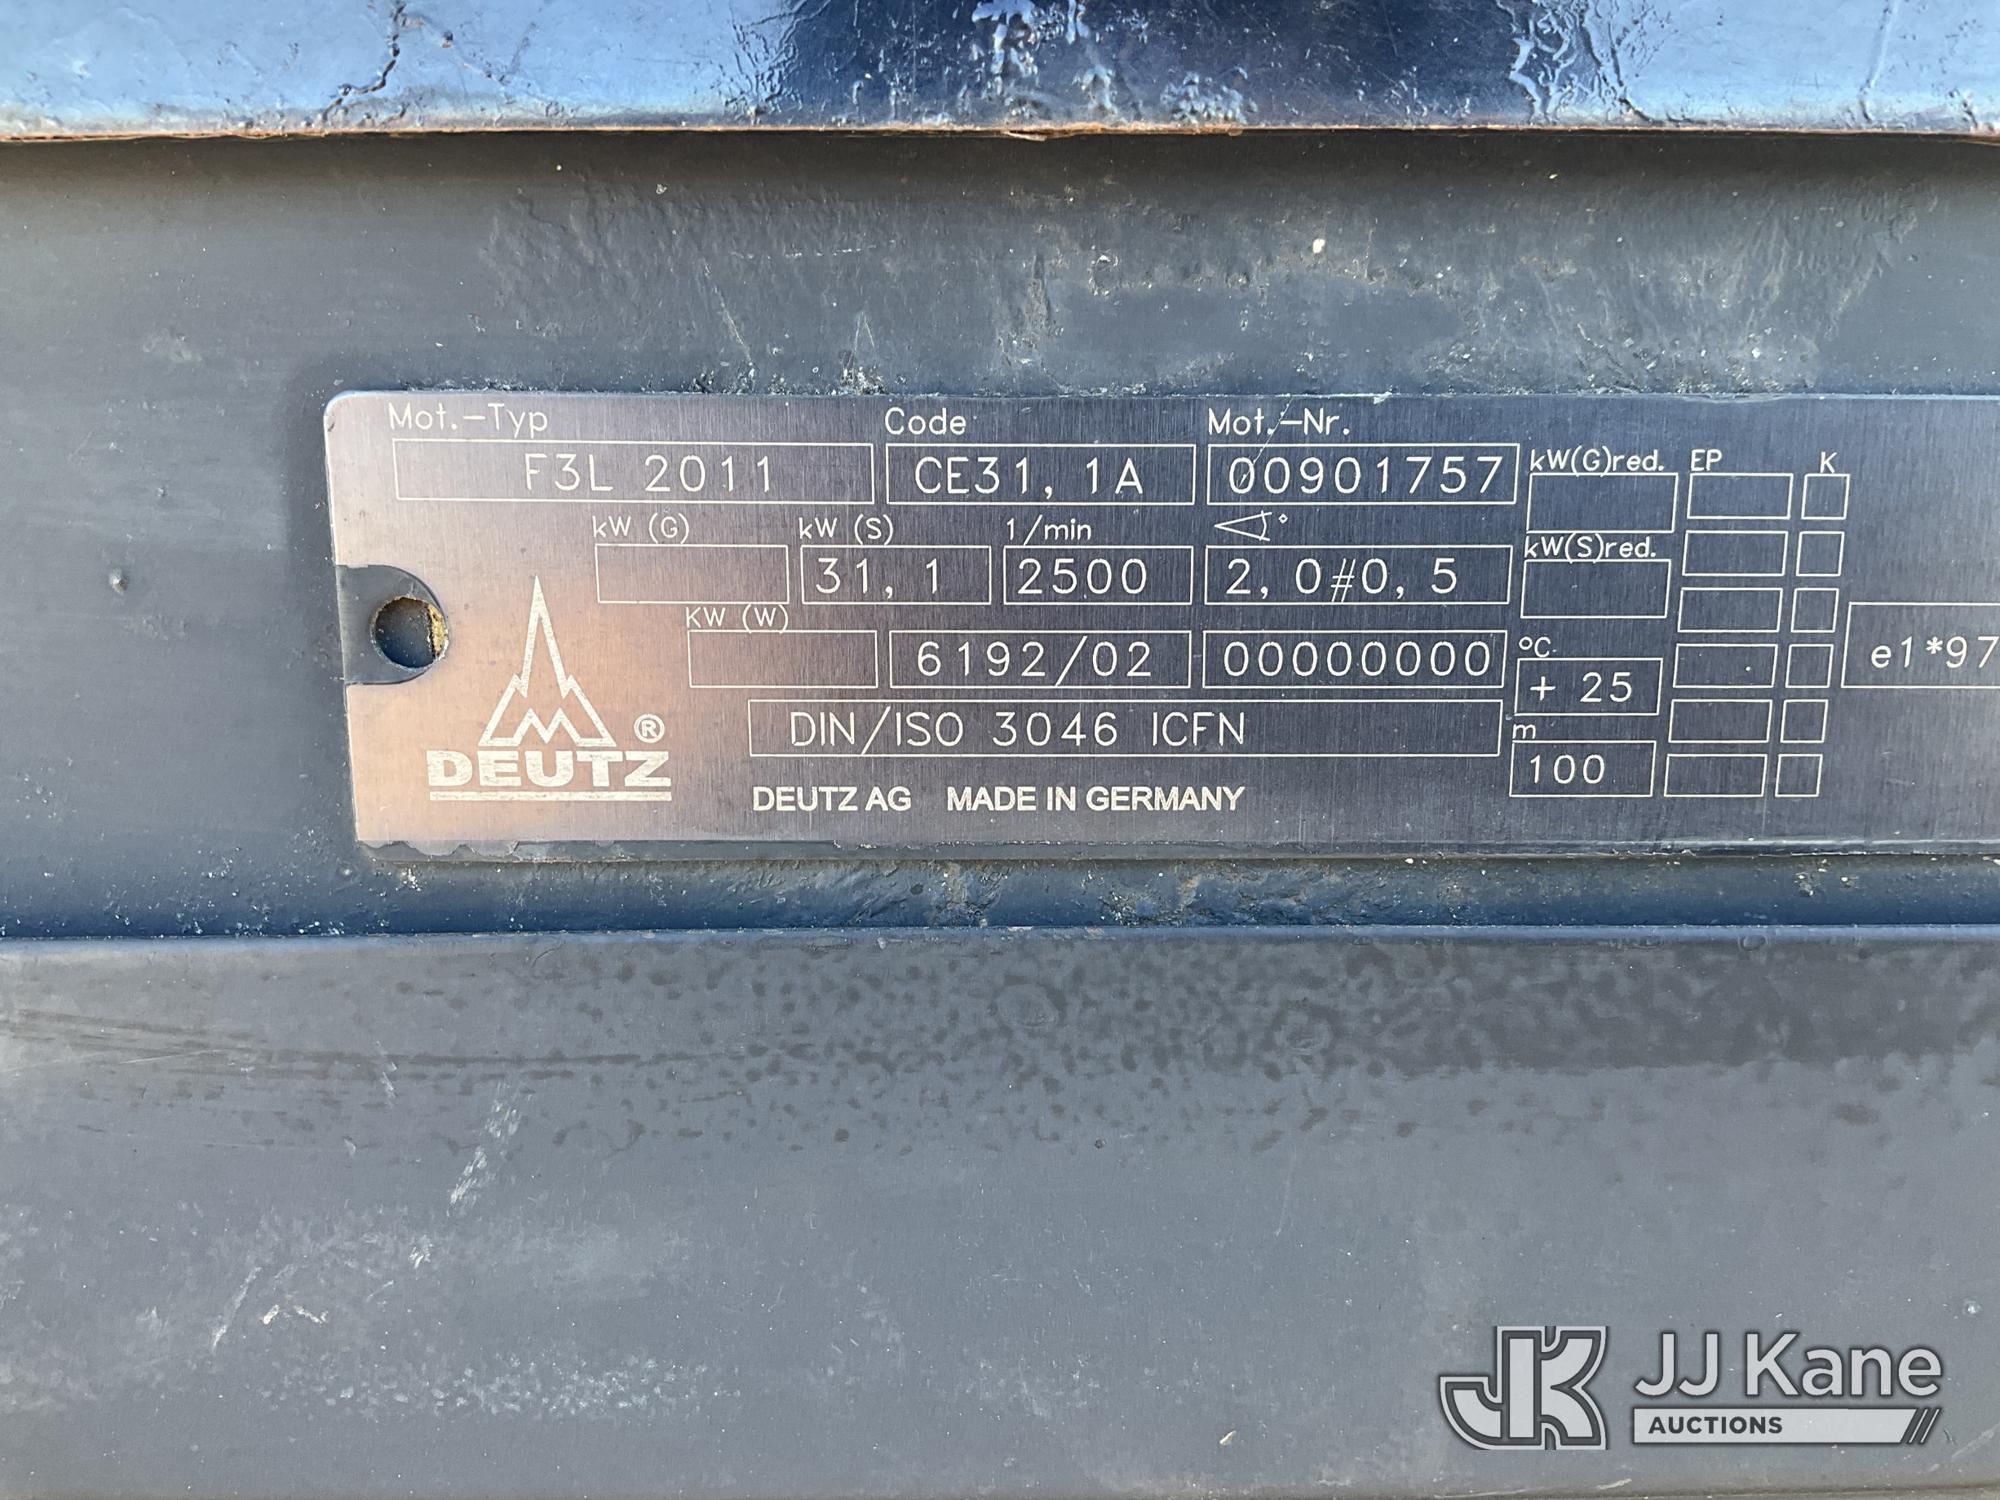 Mot.-Typ Code Mot.-Nr.
F3L 2011 CE31, 1A 00901757 kW(G)red. EP K
kW (G) kW (S) 1/min ∢°
31, 1 2500 2, 0#0, 5 kW(S)red.
KW (W)
6192/02 00000000 °C e1*97
+ 25
DIN/ISO 3046 ICFN m
® 100
DEUTZ
DEUTZ AG MADE IN GERMANY
JK JJ Kane
AUCTIONS